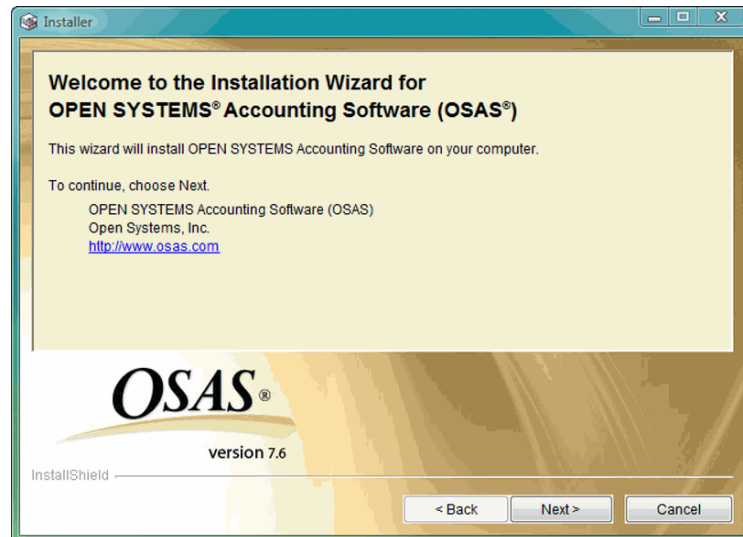 Installer
Welcome to the Installation Wizard for
OPEN SYSTEMS® Accounting Software (OSAS®)
This wizard will install OPEN SYSTEMS Accounting Software on your computer.
To continue, choose Next.
OPEN SYSTEMS Accounting Software (OSAS)
Open Systems, Inc.
http://www.osas.com
OSAS®
version 7.6
InstallShield
< Back Next > Cancel